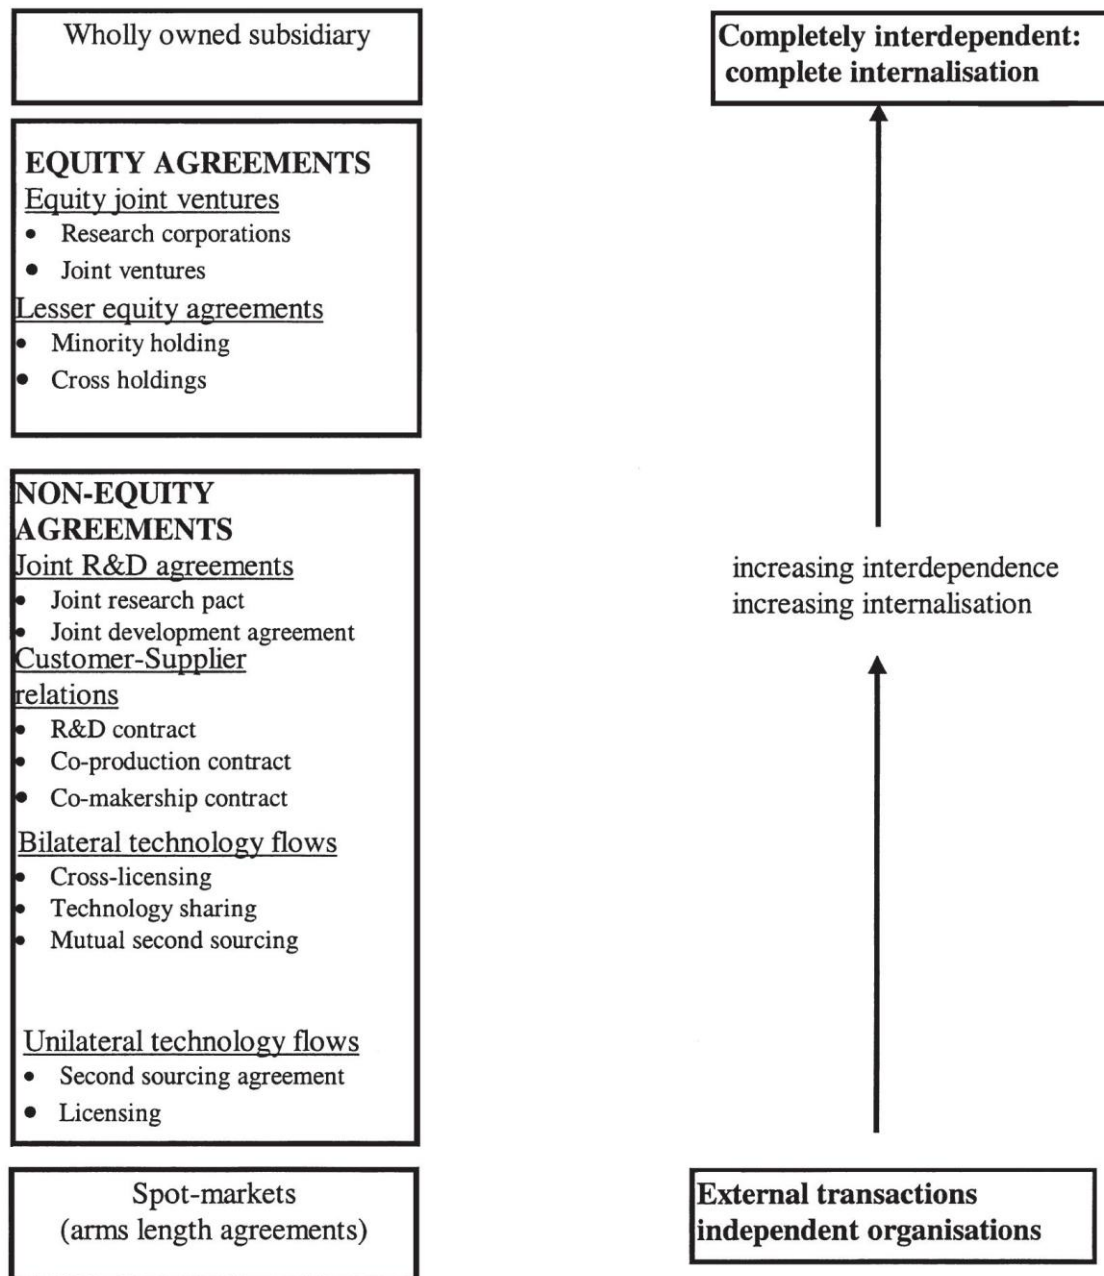 Wholly owned subsidiary
Completely interdependent:
complete internalisation
EQUITY AGREEMENTS
Equity joint ventures
• Research corporations
• Joint ventures
Lesser equity agreements
• Minority holding
• Cross holdings
NON-EQUITY
AGREEMENTS
Joint R&D agreements
• Joint research pact
• Joint development agreement
Customer-Supplier
relations
• R&D contract
• Co-production contract
• Co-makership contract
Bilateral technology flows
• Cross-licensing
• Technology sharing
• Mutual second sourcing
Unilateral technology flows
• Second sourcing agreement
• Licensing
increasing interdependence
increasing internalisation
Spot-markets
(arms length agreements)
External transactions
independent organisations